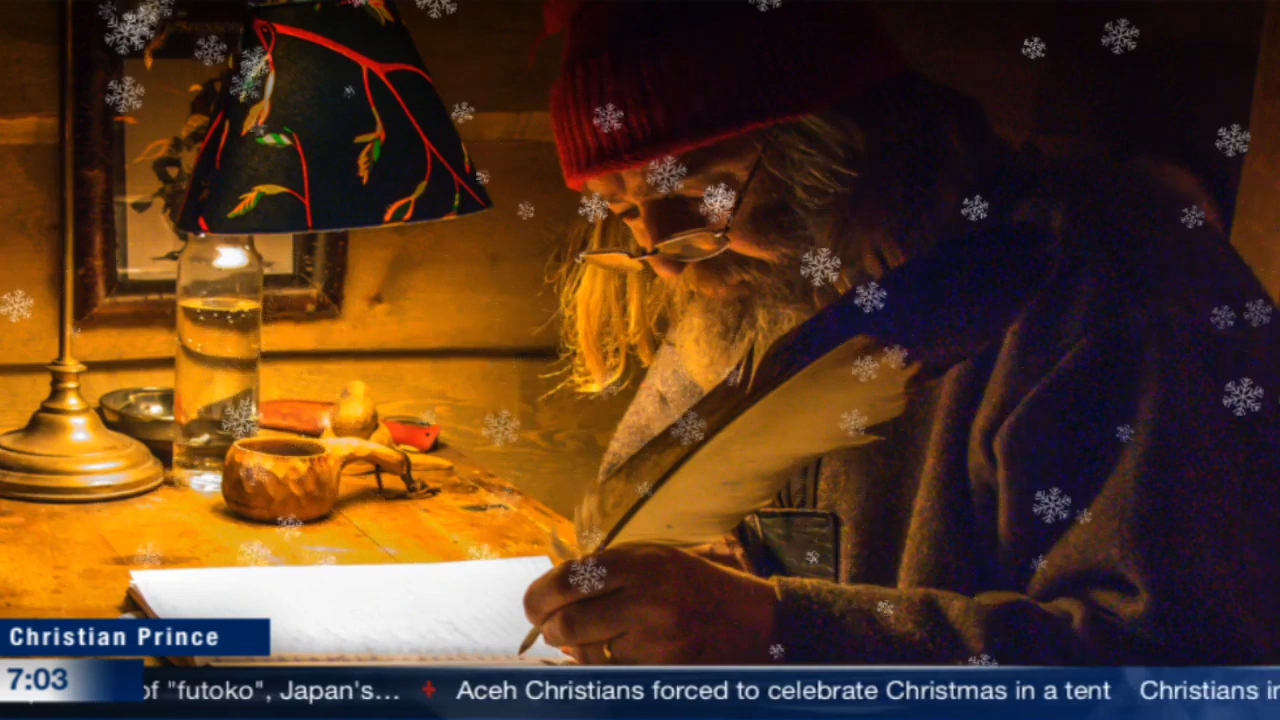 Christian Prince
7:03
of "futoko", Japan's... Aceh Christians forced to celebrate Christmas in a tent Christians in